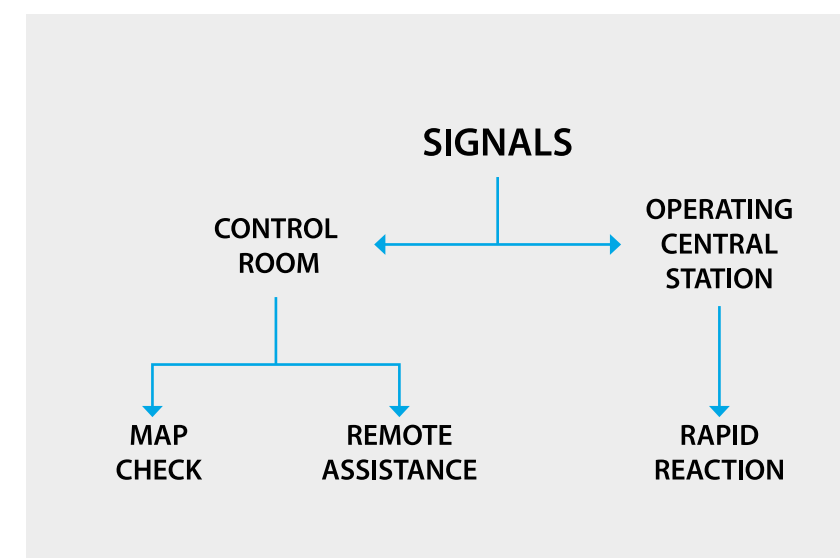 SIGNALS
CONTROL
ROOM
OPERATING
CENTRAL
STATION
MAP
CHECK
REMOTE
ASSISTANCE
RAPID
REACTION